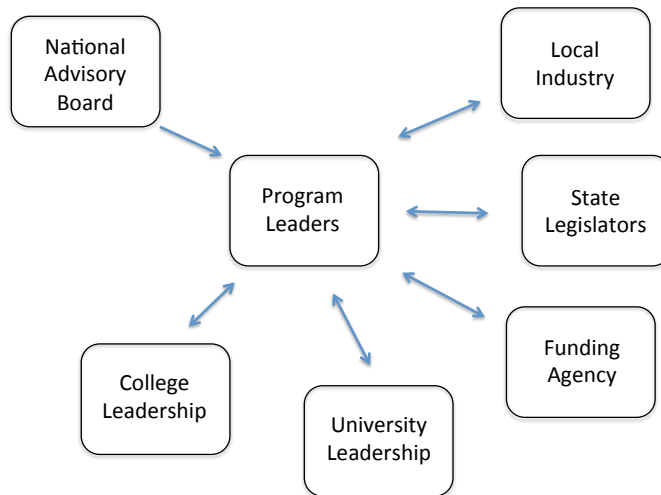 National
Advisory
Board
Local
Industry
Program
Leaders
State
Legislators
Funding
Agency
College
Leadership
University
Leadership